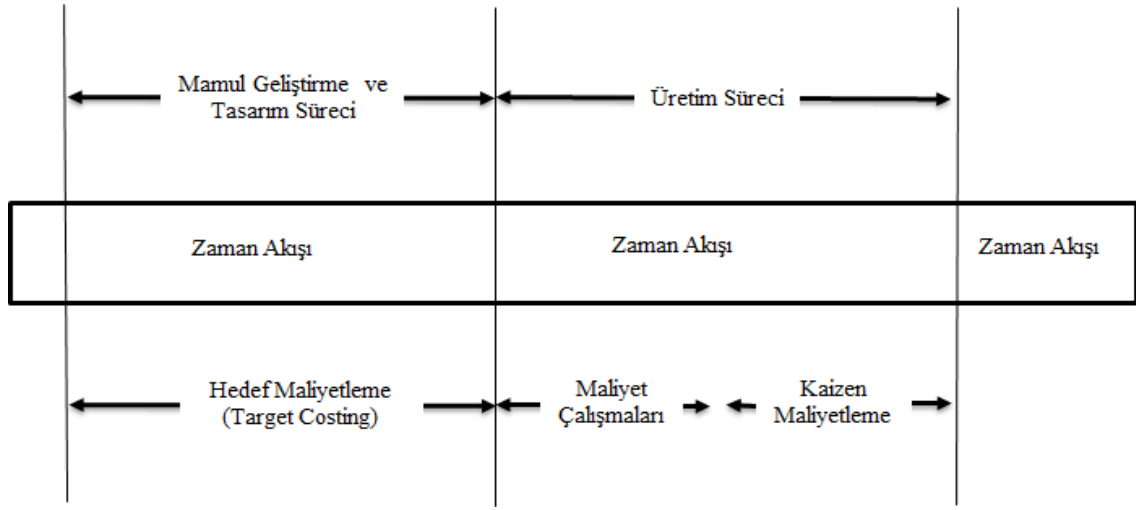 Mamul Geliştirme ve
Tasarım Süreci
Üretim Süreci
Zaman Akışı
Zaman Akışı
Zaman Akışı
Hedef Maliyetleme
(Target Costing)
Maliyet
Çalışmaları
Kaizen
Maliyetleme